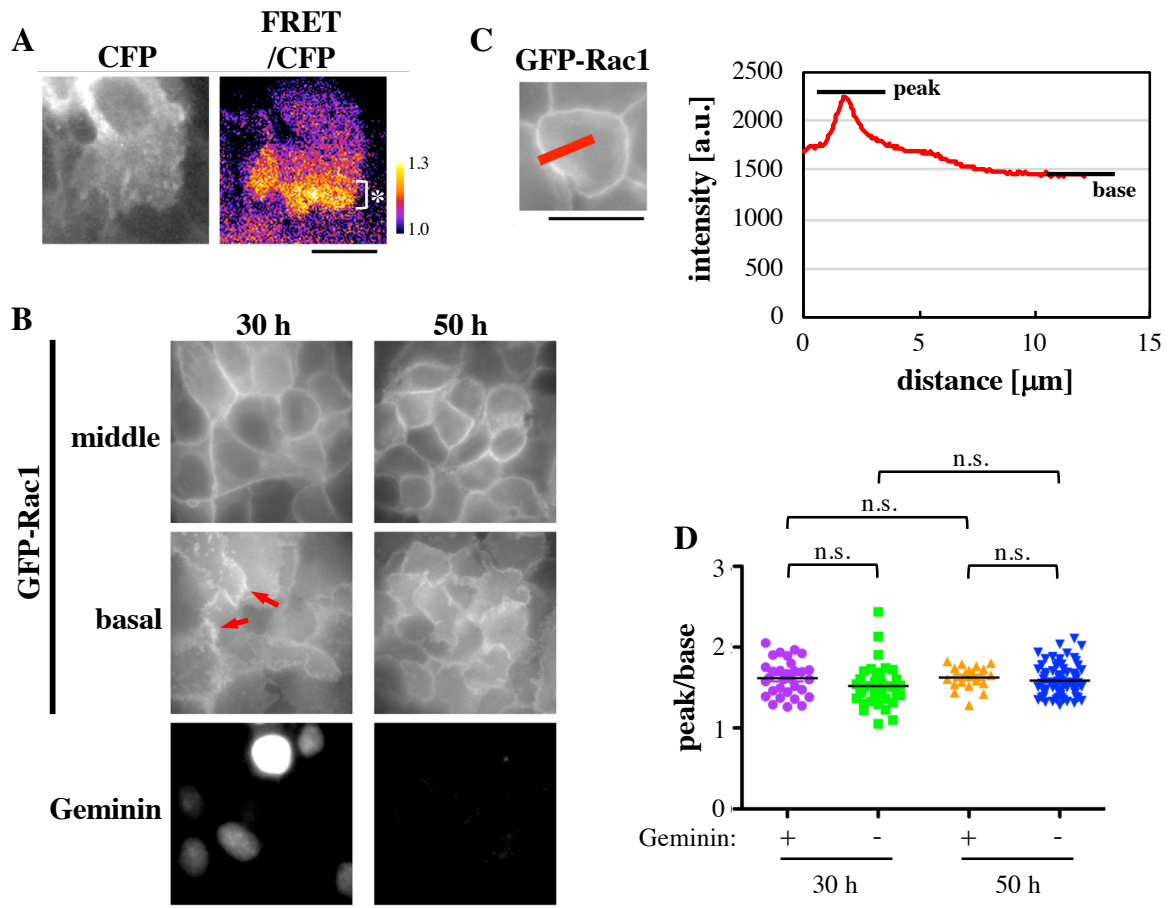 A
CFP
FRET
/CFP
1.3
*
1.0
C
GFP-Rac1
2500
2000
1500
1000
500
0
intensity [a.u.]
peak
base
0
5
10
15
distance [μm]
B
30 h
50 h
GFP-Rac1
middle
basal
Geminin
D
n.s.
n.s.
n.s.
n.s.
3
2
1
0
peak/base
Geminin:
+
-
+
-
30 h
50 h